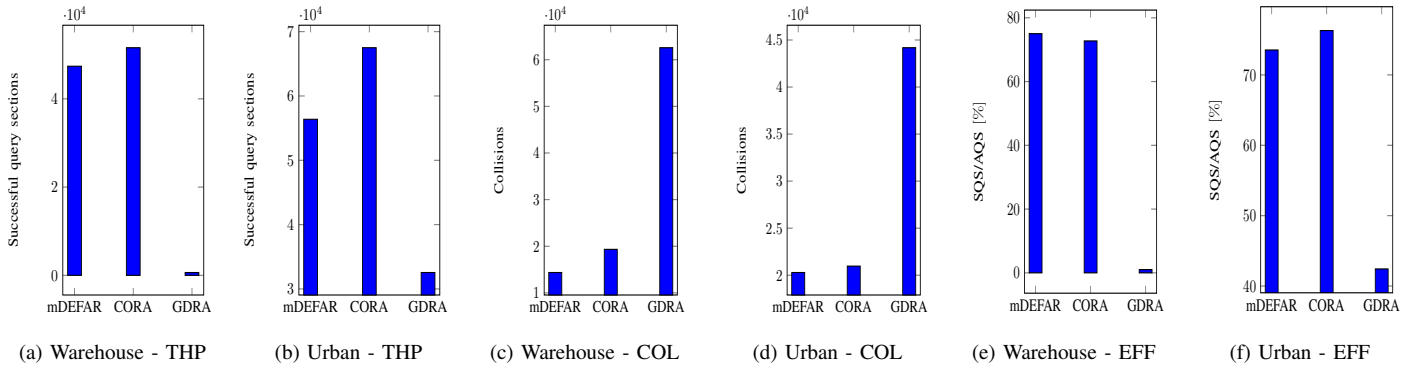 ·10⁴
4
2
0
Successful query sections
mDEFAR CORA GDRA
(a) Warehouse - THP
·10⁴
7
6
5
4
3
Successful query sections
mDEFAR CORA GDRA
(b) Urban - THP
·10⁴
6
5
4
3
2
1
Collisions
mDEFAR CORA GDRA
(c) Warehouse - COL
·10⁴
4.5
4
3.5
3
2.5
2
Collisions
mDEFAR CORA GDRA
(d) Urban - COL
80
60
40
20
0
SQS/AQS [%]
mDEFAR CORA GDRA
(e) Warehouse - EFF
70
60
50
40
SQS/AQS [%]
mDEFAR CORA GDRA
(f) Urban - EFF